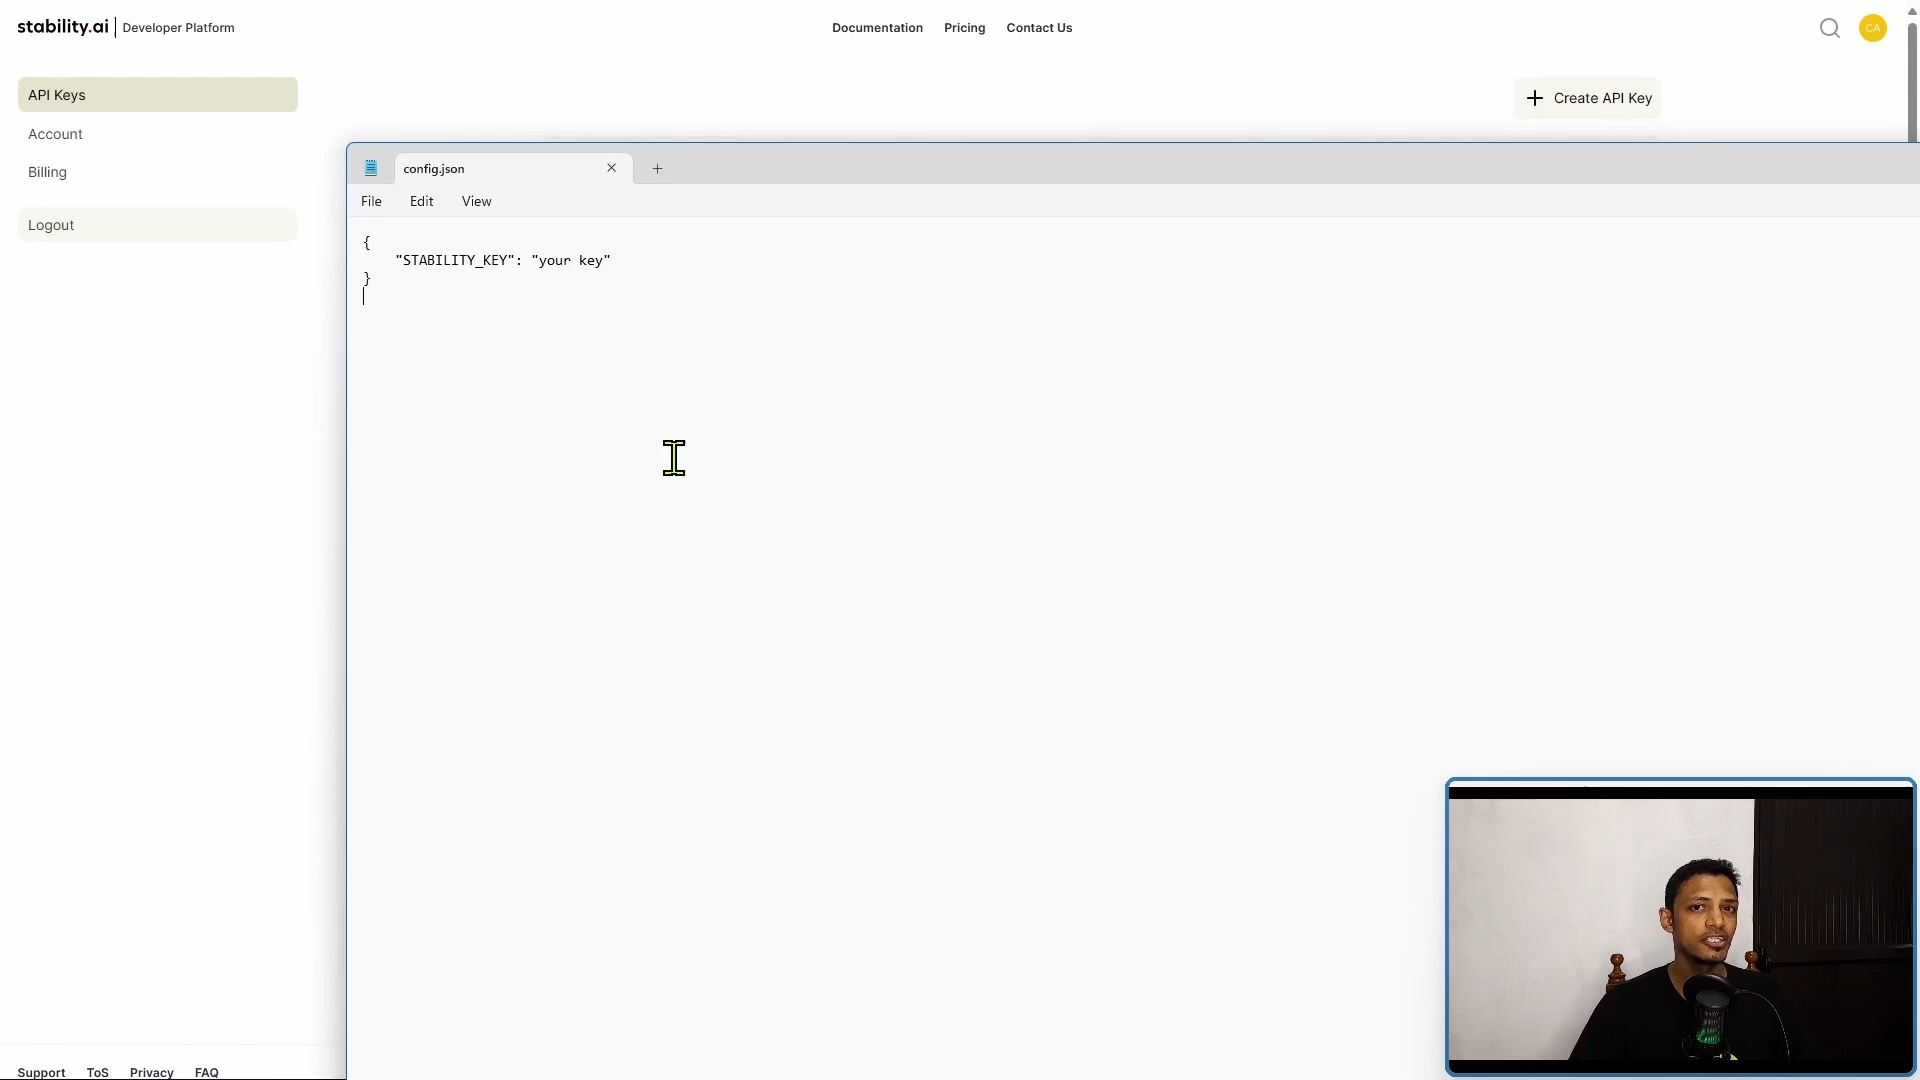 stability.ai | Developer Platform
Documentation
Pricing
Contact Us
CA
API Keys
Account
Billing
Logout
+ Create API Key
config.json
File
Edit
View
{
"STABILITY_KEY": "your key"
}
Support
ToS
Privacy
FAQ